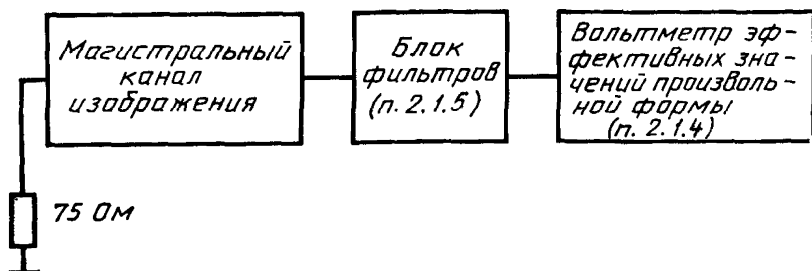 Магистральный
канал
изображения
Блок
фильтров
(п. 2.1.5)
Вольтметр эф-
фективных зна-
чений произволь-
ной формы
(п. 2.1.4)
75 Ом